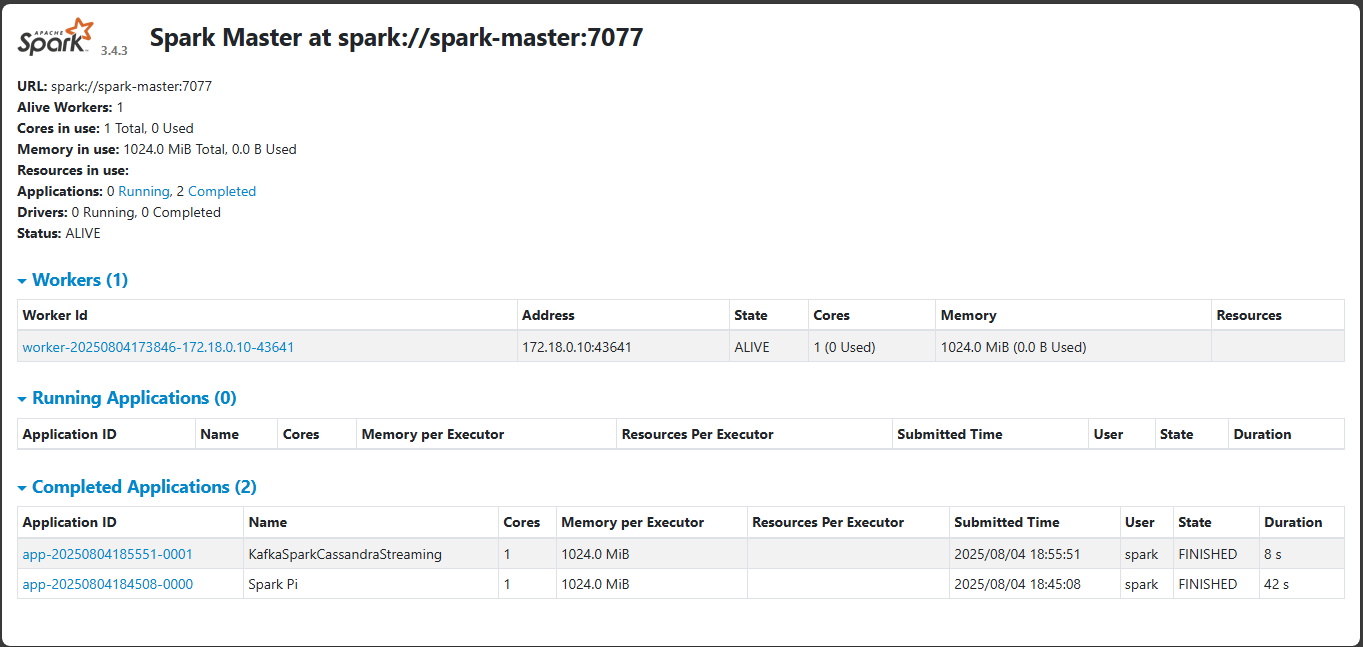 APACHE
Spark 3.4.3 Spark Master at spark://spark-master:7077
URL: spark://spark-master:7077
Alive Workers: 1
Cores in use: 1 Total, 0 Used
Memory in use: 1024.0 MiB Total, 0.0 B Used
Resources in use:
Applications: 0 Running, 2 Completed
Drivers: 0 Running, 0 Completed
Status: ALIVE
Workers (1)
Worker Id Address State Cores Memory Resources
worker-20250804173846-172.18.0.10-43641 172.18.0.10:43641 ALIVE 1 (0 Used) 1024.0 MiB (0.0 B Used)
Running Applications (0)
Application ID Name Cores Memory per Executor Resources Per Executor Submitted Time User State Duration
Completed Applications (2)
Application ID Name Cores Memory per Executor Resources Per Executor Submitted Time User State Duration
app-20250804185551-0001 KafkaSparkCassandraStreaming 1 1024.0 MiB 2025/08/04 18:55:51 spark FINISHED 8 s
app-20250804184508-0000 Spark Pi 1 1024.0 MiB 2025/08/04 18:45:08 spark FINISHED 42 s